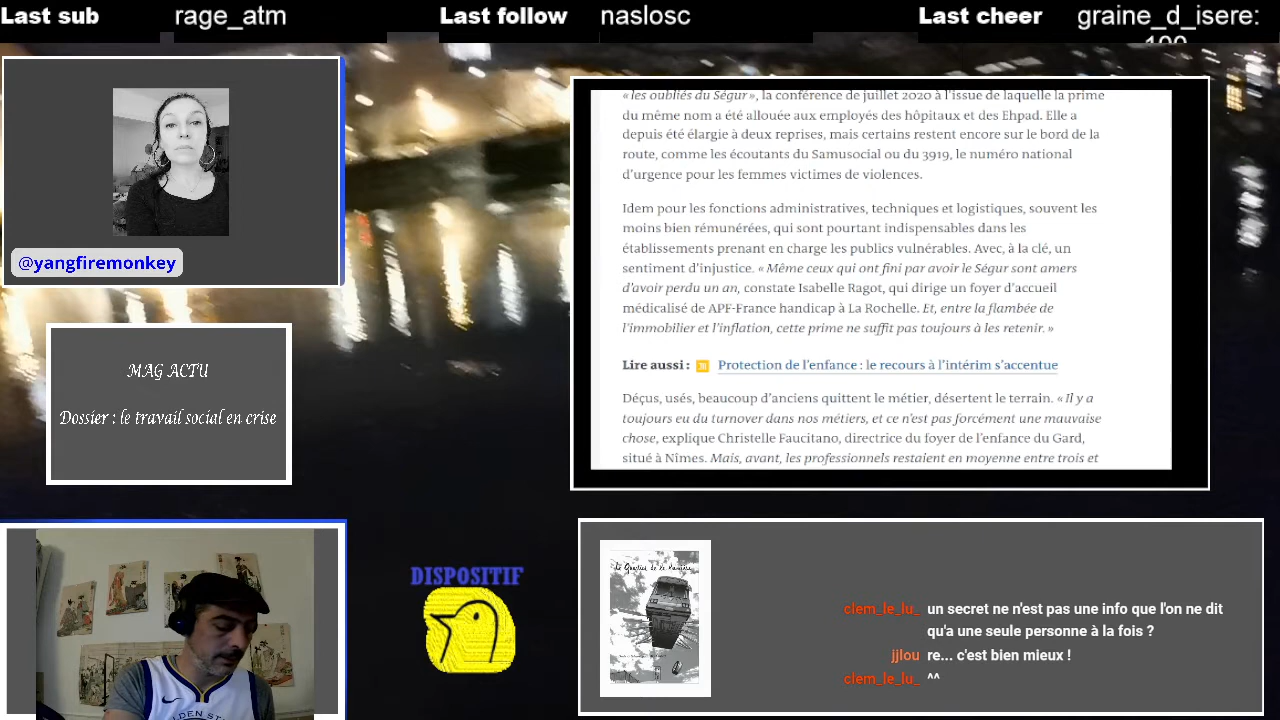 Last sub
rage_atm
Last follow
naslosc
Last cheer
graine_d_isere:
100
@yangfiremonkey
MAG ACTU
Dossier : le travail social en crise
« les oubliés du Ségur », la conférence de juillet 2020 à l'issue de laquelle la prime
du même nom a été allouée aux employés des hôpitaux et des Ehpad. Elle a
depuis été élargie à deux reprises, mais certains restent encore sur le bord de la
route, comme les écoutants du Samusocial ou du 3919, le numéro national
d'urgence pour les femmes victimes de violences.
Idem pour les fonctions administratives, techniques et logistiques, souvent les
moins bien rémunérées, qui sont pourtant indispensables dans les
établissements prenant en charge les publics vulnérables. Avec, à la clé, un
sentiment d'injustice. « Même ceux qui ont fini par avoir le Ségur sont amers
d'avoir perdu un an, constate Isabelle Ragot, qui dirige un foyer d'accueil
médicalisé de APF-France handicap à La Rochelle. Et, entre la flambée de
l'immobilier et l'inflation, cette prime ne suffit pas toujours à les retenir. »
Lire aussi : Protection de l'enfance : le recours à l'intérim s'accentue
Déçus, usés, beaucoup d'anciens quittent le métier, désertent le terrain. « Il y a
toujours eu du turnover dans nos métiers, et ce n'est pas forcément une mauvaise
chose, explique Christelle Faucitano, directrice du foyer de l'enfance du Gard,
situé à Nîmes. Mais, avant, les professionnels restaient en moyenne entre trois et
DISPOSITIF
clem_le_lu_ un secret ne n'est pas une info que l'on ne dit
qu'a une seule personne à la fois ?
jjlou re... c'est bien mieux !
clem_le_lu_ ^^